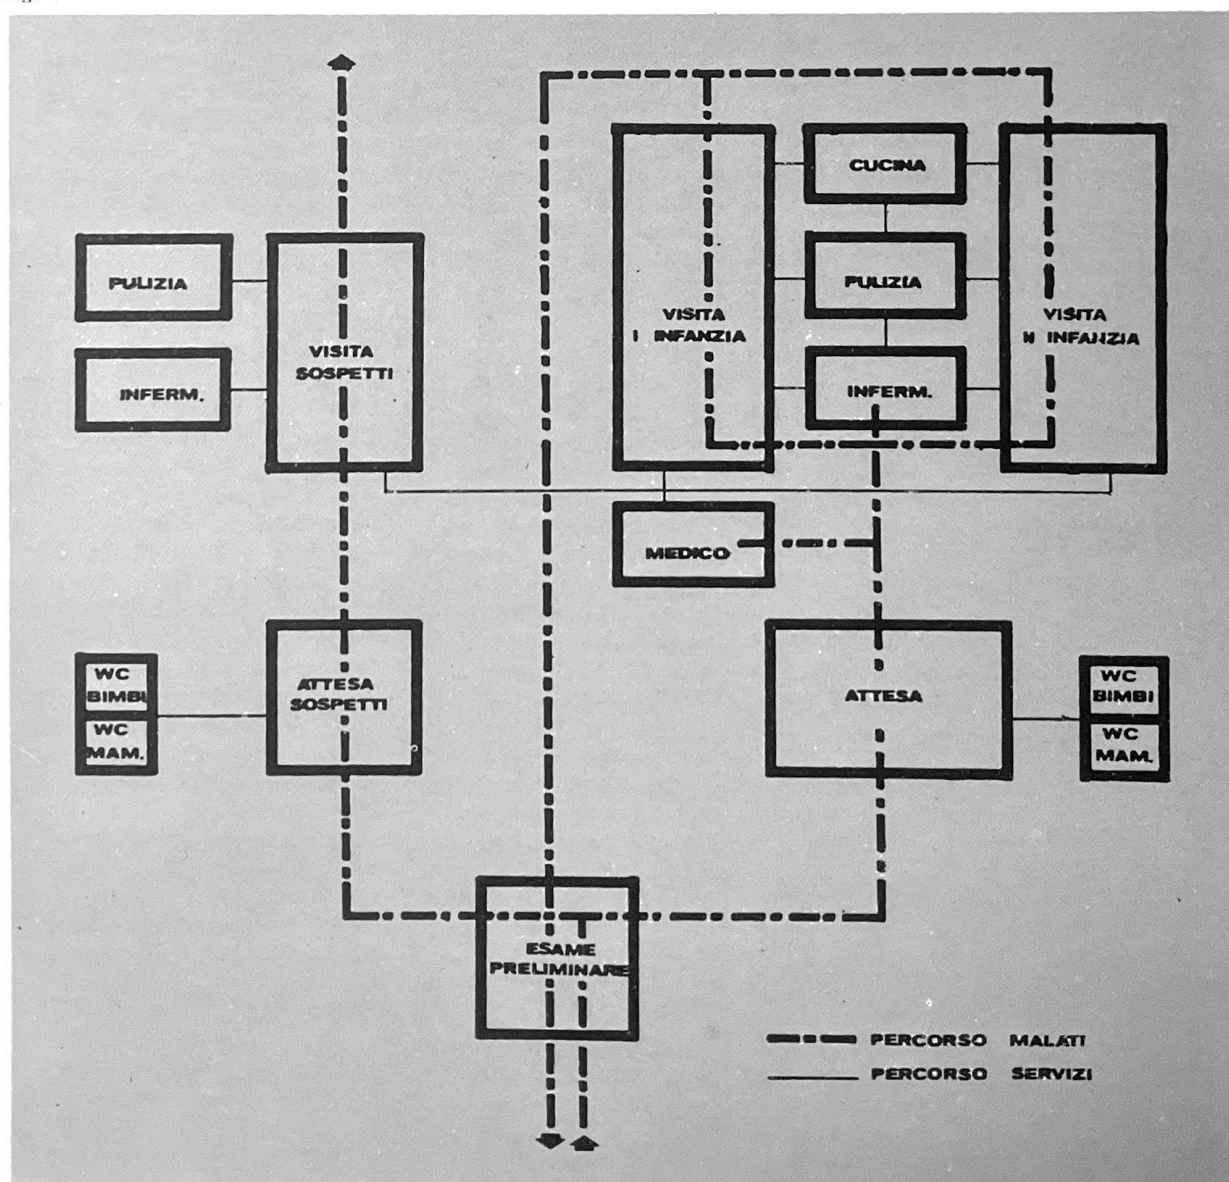 CUCINA
PULIZIA
PULIZIA
VISITA
I INFANZIA
VISITA
II INFANZIA
VISITA
SOSPETTI
INFERM.
INFERM.
MEDICO
WC
BIMBI
WC
MAM.
ATTESA
SOSPETTI
ATTESA
WC
BIMBI
WC
MAM.
ESAME
PRELIMINARE
PERCORSO MALATI
PERCORSO SERVIZI